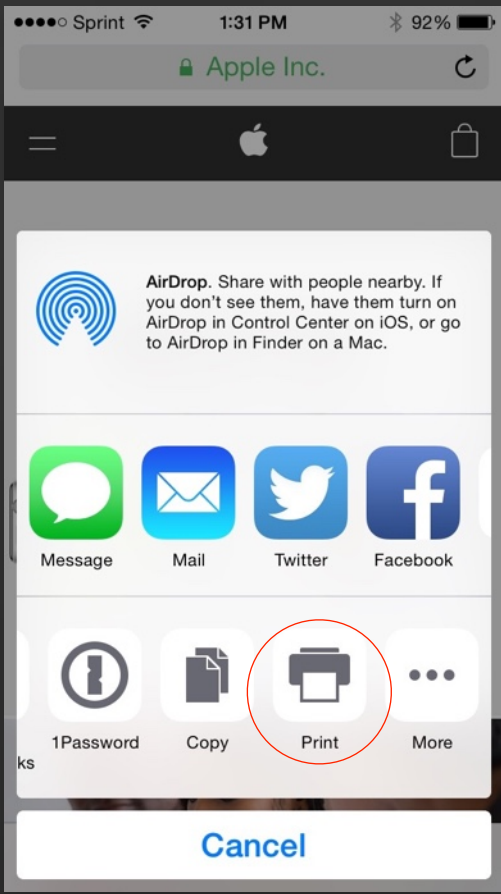 Sprint 1:31 PM 92%
Apple Inc.
AirDrop. Share with people nearby. If
you don't see them, have them turn on
AirDrop in Control Center on iOS, or go
to AirDrop in Finder on a Mac.
Message Mail Twitter Facebook
1Password Copy Print More
ks
Cancel